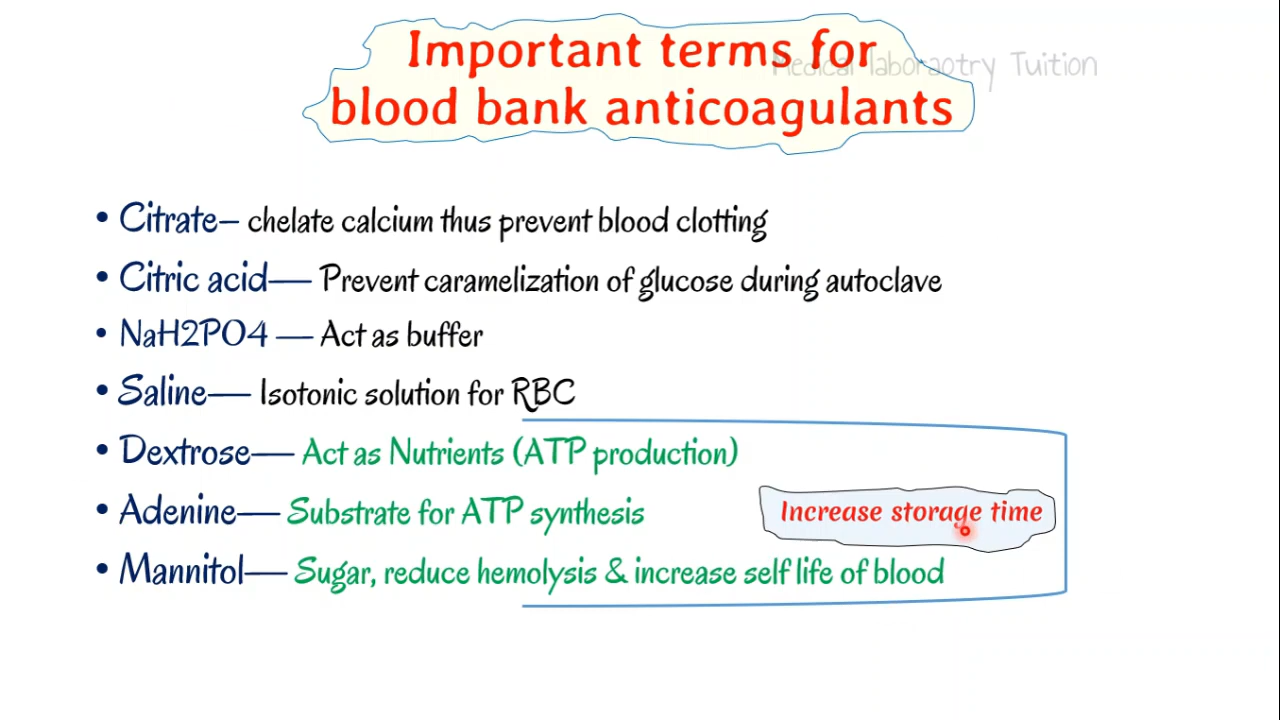 Important terms for
Medical laboraotry Tuition
blood bank anticoagulants
• Citrate– chelate calcium thus prevent blood clotting
• Citric acid–– Prevent caramelization of glucose during autoclave
• NaH2PO4 –– Act as buffer
• Saline–– Isotonic solution for RBC
• Dextrose–– Act as Nutrients (ATP production)
• Adenine–– Substrate for ATP synthesis
Increase storage time
• Mannitol–– Sugar, reduce hemolysis & increase self life of blood